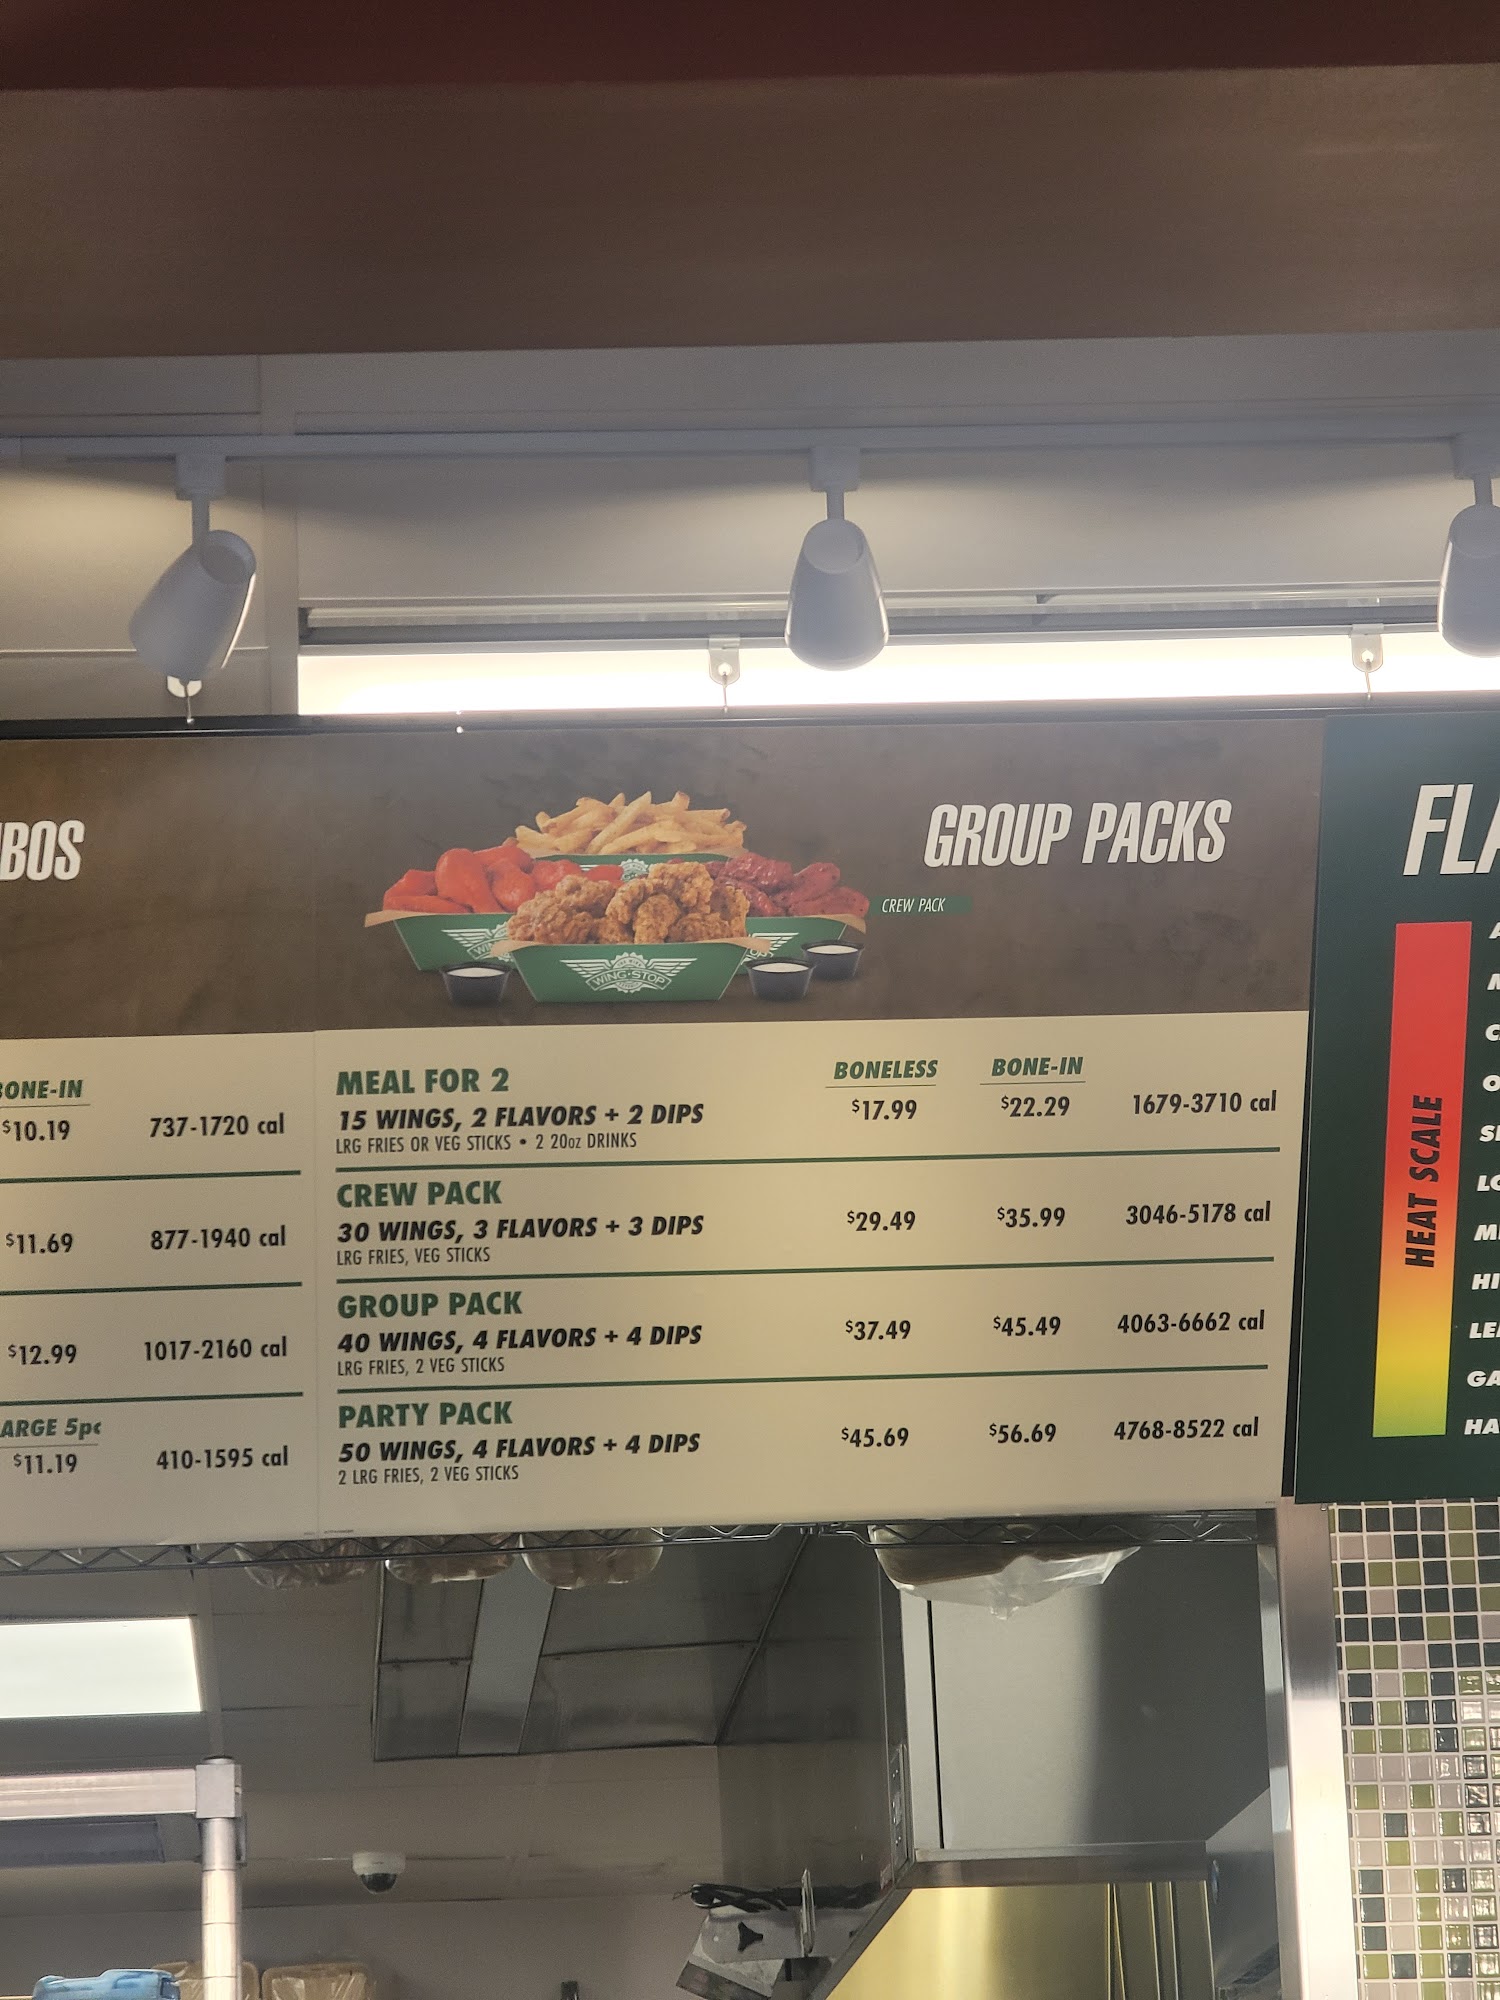 BOS
BONE-IN
$10.19 737-1720 cal
$11.69 877-1940 cal
$12.99 1017-2160 cal
ARGE 5pc
$11.19 410-1595 cal
GROUP PACKS
CREW PACK
WING·STOP
BONELESS BONE-IN
MEAL FOR 2
15 WINGS, 2 FLAVORS + 2 DIPS $17.99 $22.29 1679-3710 cal
LRG FRIES OR VEG STICKS • 2 20oz DRINKS
CREW PACK
30 WINGS, 3 FLAVORS + 3 DIPS $29.49 $35.99 3046-5178 cal
LRG FRIES, VEG STICKS
GROUP PACK
40 WINGS, 4 FLAVORS + 4 DIPS $37.49 $45.49 4063-6662 cal
LRG FRIES, 2 VEG STICKS
PARTY PACK
50 WINGS, 4 FLAVORS + 4 DIPS $45.69 $56.69 4768-8522 cal
2 LRG FRIES, 2 VEG STICKS
FLA
HEAT SCALE
LE
GA
HA